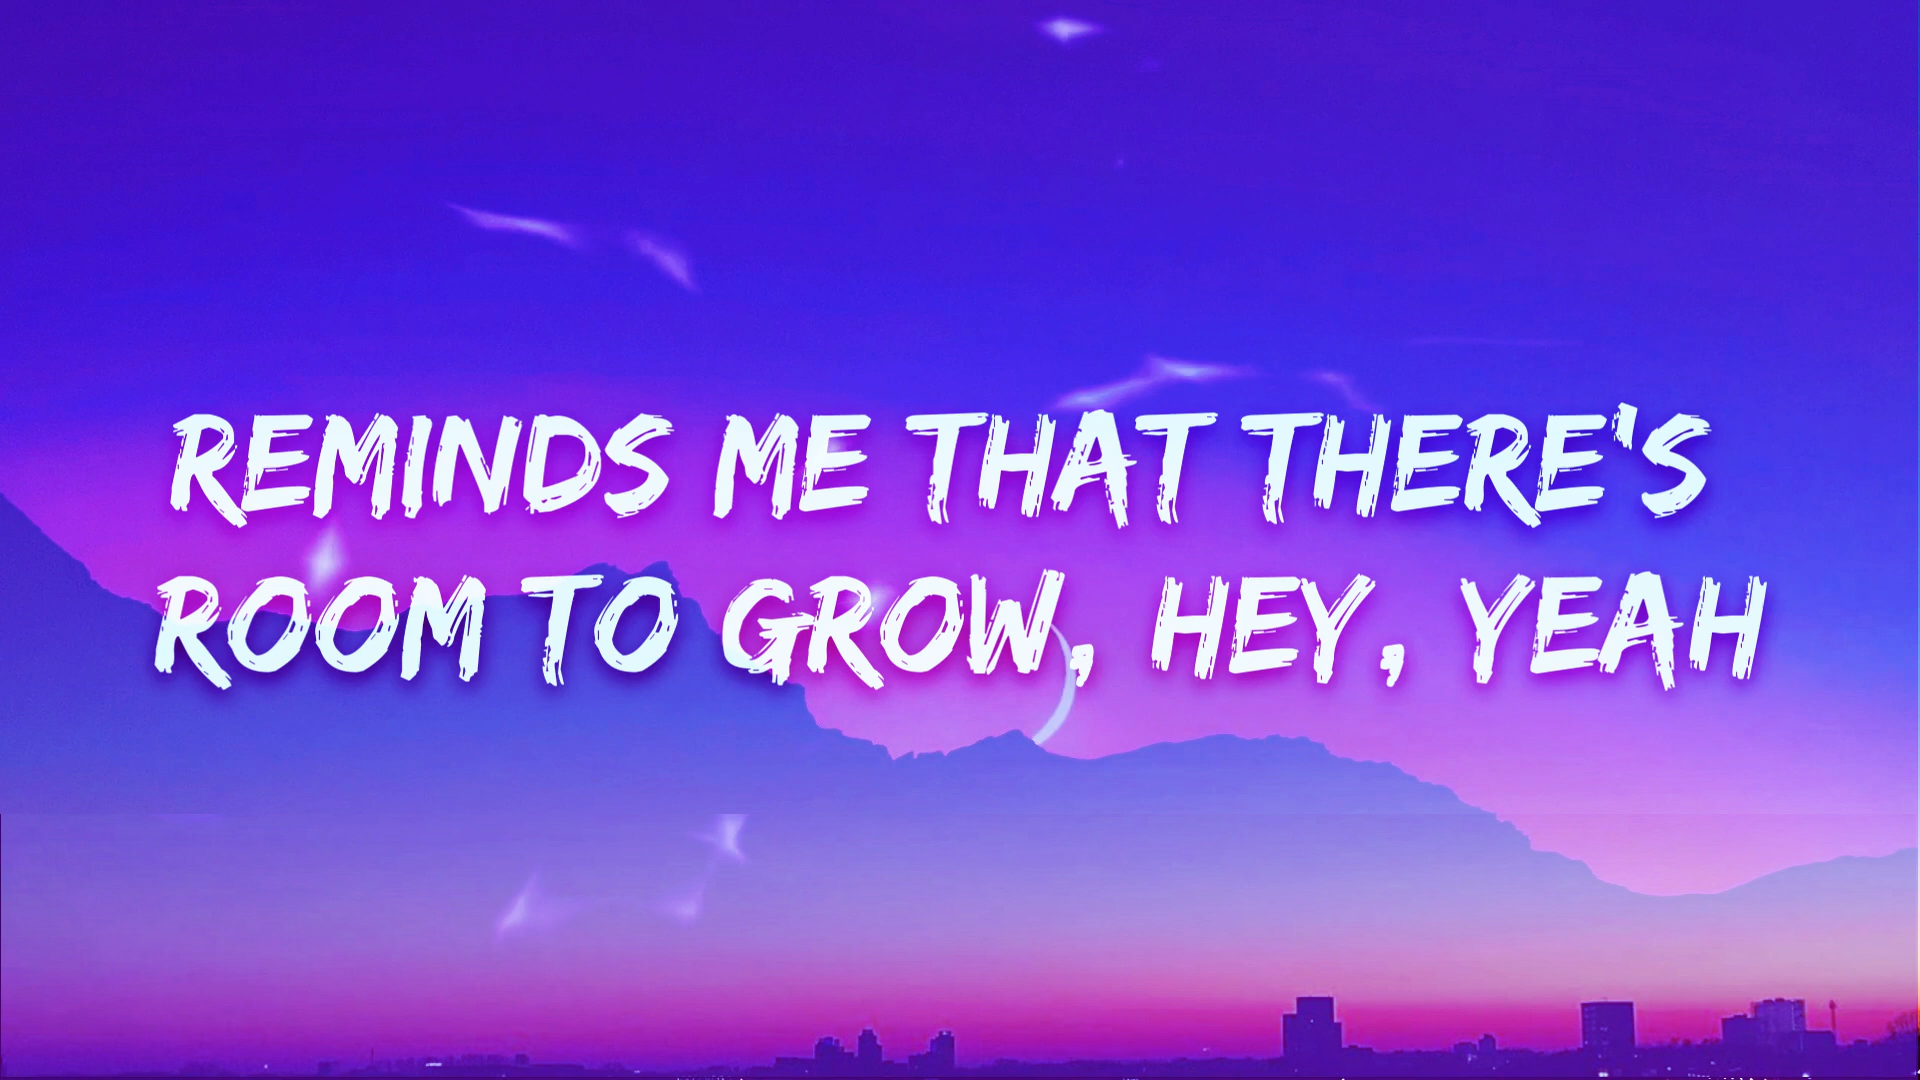 REMINDS ME THAT THERE'S
ROOM TO GROW, HEY, YEAH